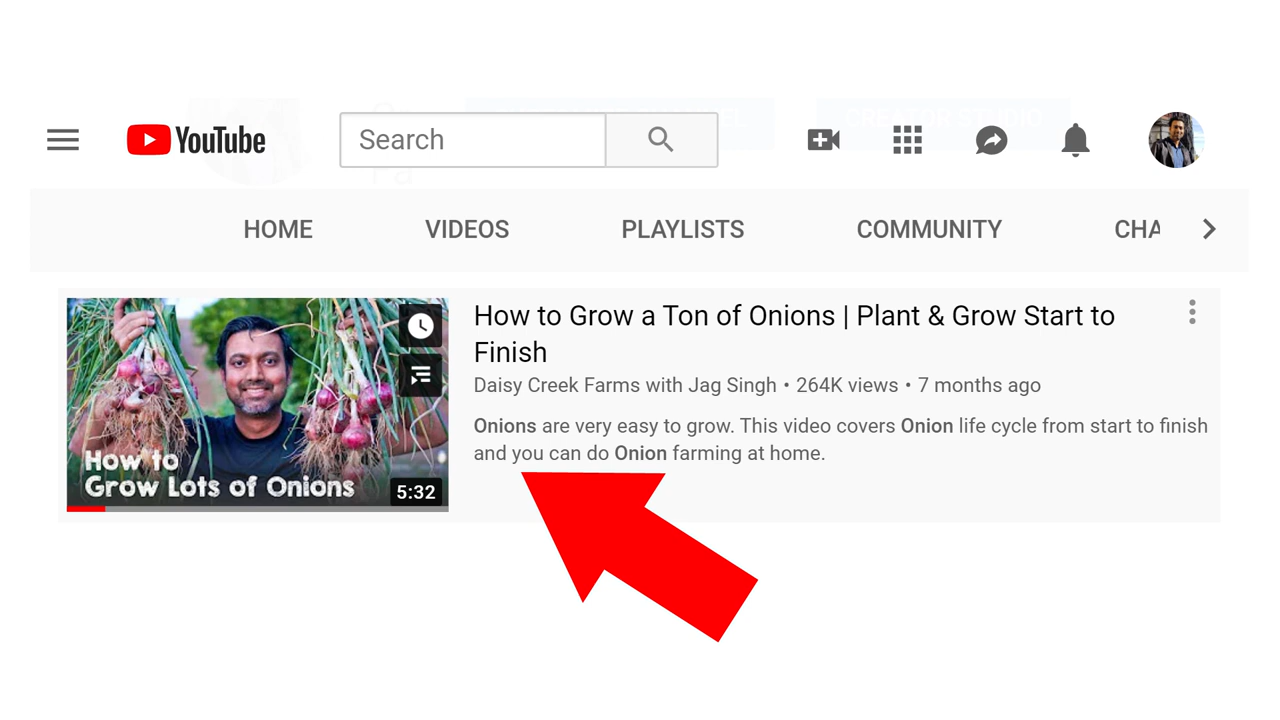 YouTube
Search
HOME VIDEOS PLAYLISTS COMMUNITY CHA
How to Grow a Ton of Onions | Plant & Grow Start to
Finish
Daisy Creek Farms with Jag Singh • 264K views • 7 months ago
Onions are very easy to grow. This video covers Onion life cycle from start to finish
and you can do Onion farming at home.
How to
Grow Lots of Onions
5:32